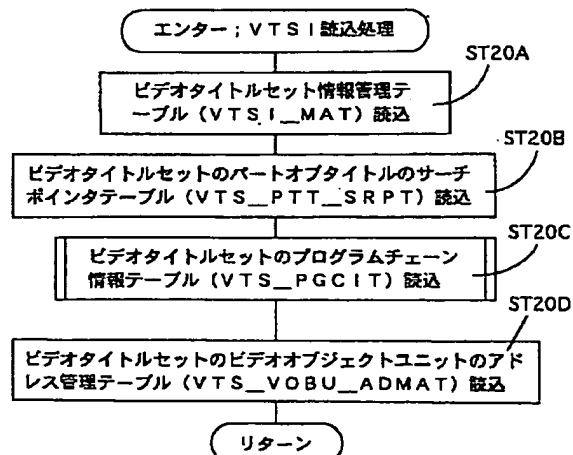 エンター；ＶＴＳＩ読込処理
ST20A
ビデオタイトルセット情報管理テ
ーブル（ＶＴＳＩ＿ＭＡＴ）読込
ST20B
ビデオタイトルセットのパートオブタイトルのサーチ
ポインタテーブル（ＶＴＳ＿ＰＴＴ＿ＳＲＰＴ）読込
ST20C
ビデオタイトルセットのプログラムチェーン
情報テーブル（ＶＴＳ＿ＰＧＣＩＴ）読込
ST20D
ビデオタイトルセットのビデオオブジェクトユニットのアド
レス管理テーブル（ＶＴＳ＿ＶＯＢＵ＿ＡＤＭＡＴ）読込
リターン